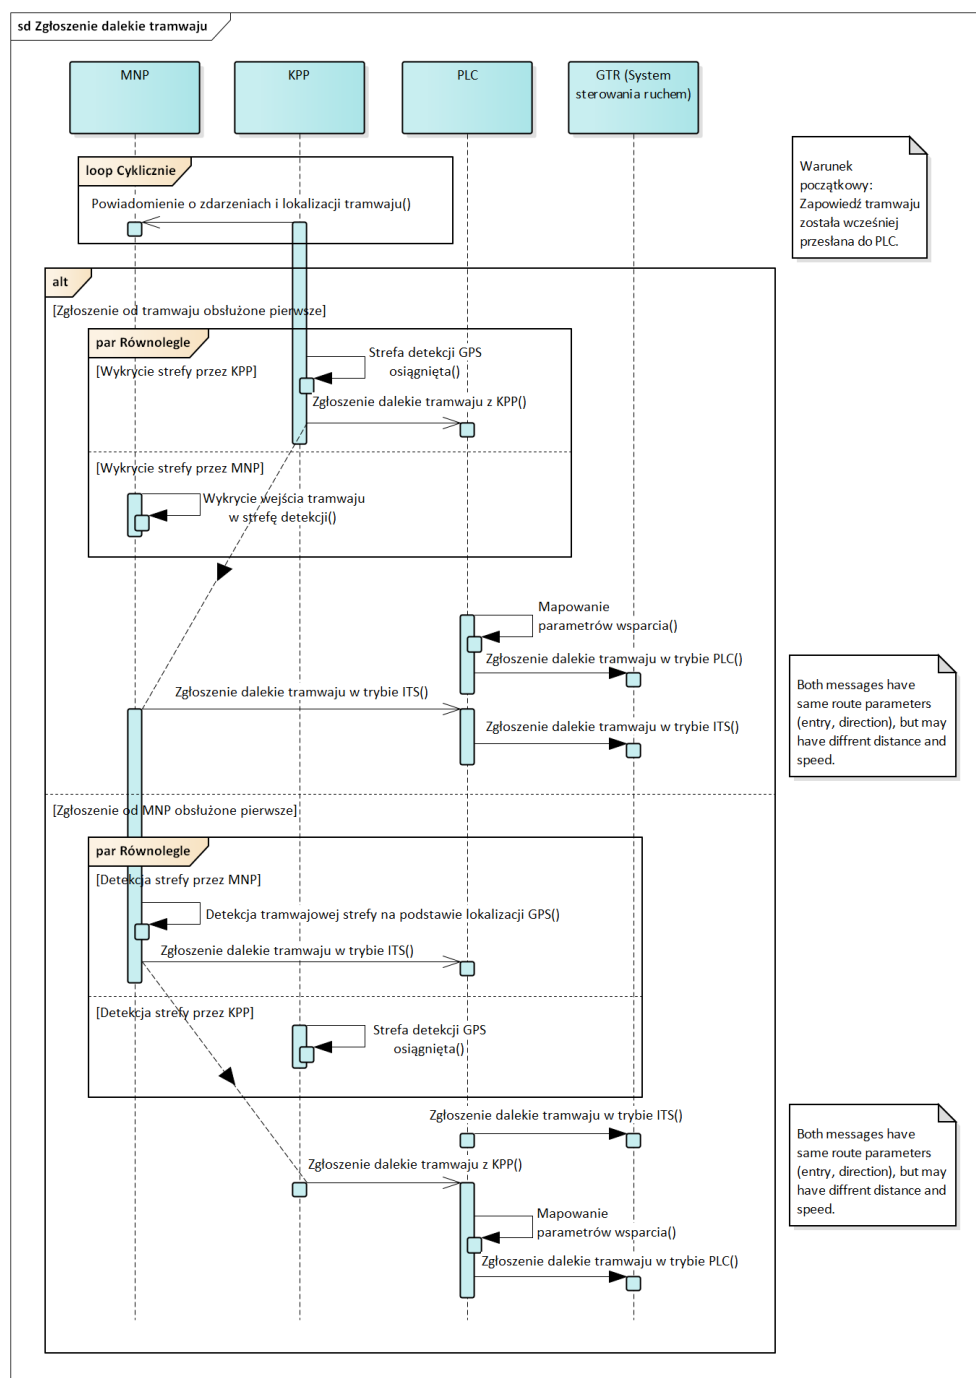 sd Zgłoszenie dalekie tramwaju
MNP
KPP
PLC
GTR (System
sterowania ruchem)
loop Cyklicznie
Powiadomienie o zdarzeniach i lokalizacji tramwaju()
Warunek
początkowy:
Zapowiedź tramwaju
została wcześniej
przesłana do PLC.
alt
[Zgłoszenie od tramwaju obsłużone pierwsze]
par Równolegle
[Wykrycie strefy przez KPP]
Strefa detekcji GPS
osiągnięta()
Zgłoszenie dalekie tramwaju z KPP()
[Wykrycie strefy przez MNP]
Wykrycie wejścia tramwaju
w strefę detekcji()
Mapowanie
parametrów wsparcia()
Zgłoszenie dalekie tramwaju w trybie PLC()
Zgłoszenie dalekie tramwaju w trybie ITS()
Zgłoszenie dalekie tramwaju w trybie ITS()
Both messages have
same route parameters
(entry, direction), but may
have diffrent distance and
speed.
[Zgłoszenie od MNP obsłużone pierwsze]
par Równolegle
[Detekcja strefy przez MNP]
Detekcja tramwajowej strefy na podstawie lokalizacji GPS()
Zgłoszenie dalekie tramwaju w trybie ITS()
[Detekcja strefy przez KPP]
Strefa detekcji GPS
osiągnięta()
Zgłoszenie dalekie tramwaju w trybie ITS()
Zgłoszenie dalekie tramwaju z KPP()
Mapowanie
parametrów wsparcia()
Zgłoszenie dalekie tramwaju w trybie PLC()
Both messages have
same route parameters
(entry, direction), but may
have diffrent distance and
speed.